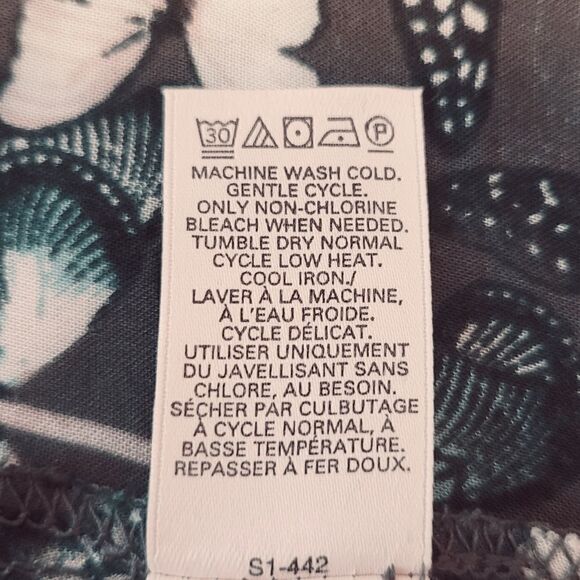 30 P
MACHINE WASH COLD.
GENTLE CYCLE.
ONLY NON-CHLORINE
BLEACH WHEN NEEDED.
TUMBLE DRY NORMAL
CYCLE LOW HEAT.
COOL IRON./
LAVER À LA MACHINE,
À L'EAU FROIDE.
CYCLE DÉLICAT.
UTILISER UNIQUEMENT
DU JAVELLISANT SANS
CHLORE, AU BESOIN.
SÉCHER PAR CULBUTAGE
À CYCLE NORMAL, À
BASSE TEMPÉRATURE.
REPASSER À FER DOUX.
S1-442